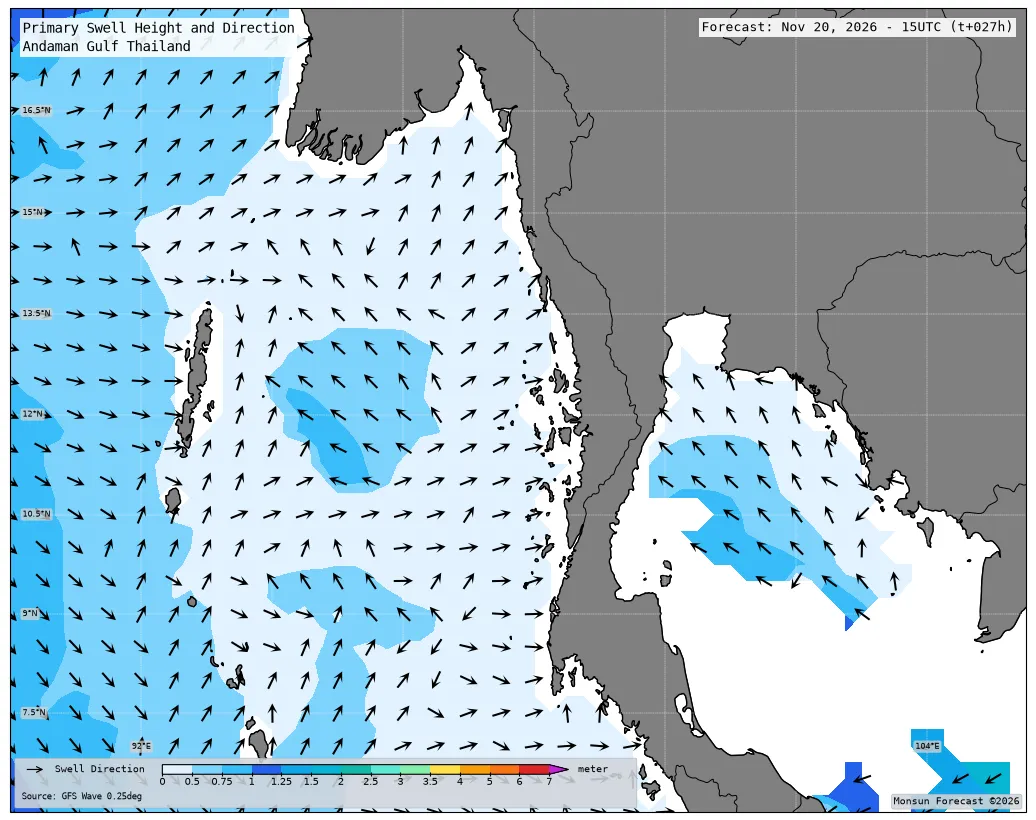 Primary Swell Height and Direction
Andaman Gulf Thailand
Forecast: Nov 20, 2026 - 15UTC (t+027h)
16.5°N
15°N
13.5°N
12°N
10.5°N
9°N
7.5°N
92°E
104°E
Swell Direction
0 0.5 0.75 1 1.25 1.5 2 2.5 3 3.5 4 5 6 7
meter
Source: GFS Wave 0.25deg
Monsun Forecast ©2026